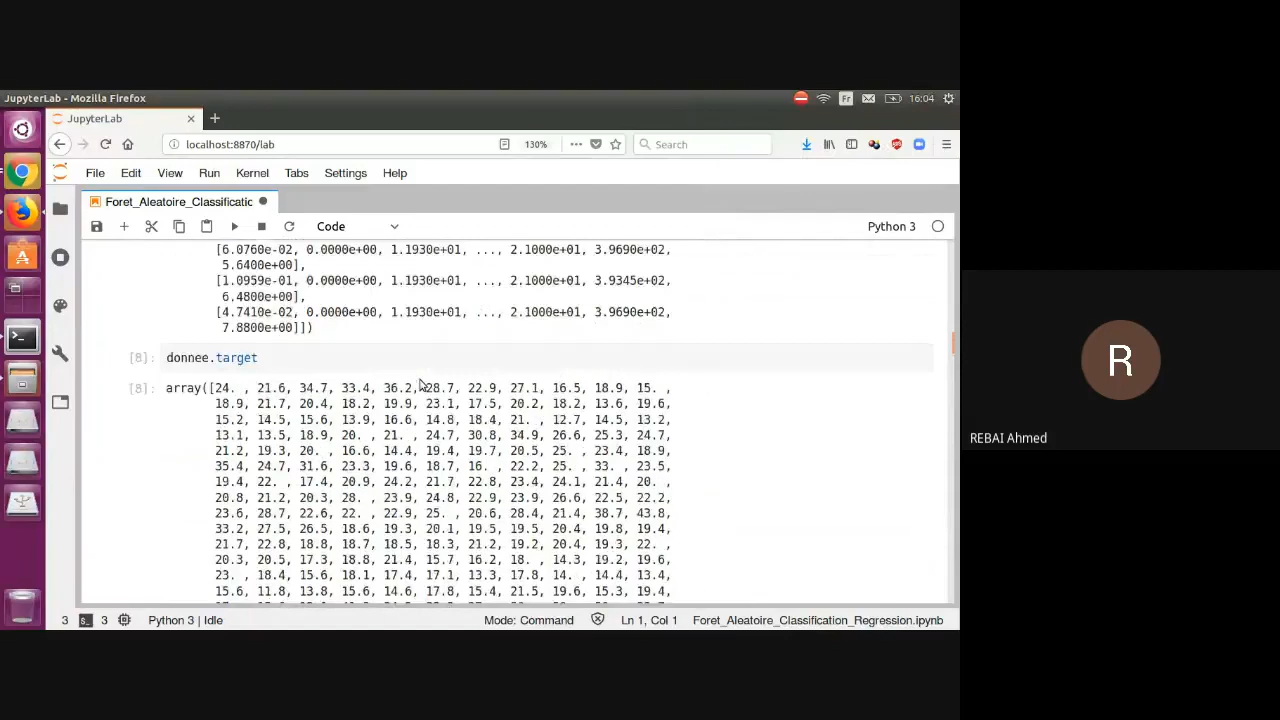 JupyterLab - Mozilla Firefox
Fr
16:04
JupyterLab
localhost:8870/lab
130%
Search
File Edit View Run Kernel Tabs Settings Help
Foret_Aleatoire_Classificatic
Code
Python 3
[6.0760e-02, 0.0000e+00, 1.1930e+01, ..., 2.1000e+01, 3.9690e+02,
5.6400e+00],
[1.0959e-01, 0.0000e+00, 1.1930e+01, ..., 2.1000e+01, 3.9345e+02,
6.4800e+00],
[4.7410e-02, 0.0000e+00, 1.1930e+01, ..., 2.1000e+01, 3.9690e+02,
7.8800e+00]])
[8]: donnee.target
[8]: array([24. , 21.6, 34.7, 33.4, 36.2, 28.7, 22.9, 27.1, 16.5, 18.9, 15. ,
18.9, 21.7, 20.4, 18.2, 19.9, 23.1, 17.5, 20.2, 18.2, 13.6, 19.6,
15.2, 14.5, 15.6, 13.9, 16.6, 14.8, 18.4, 21. , 12.7, 14.5, 13.2,
13.1, 13.5, 18.9, 20. , 21. , 24.7, 30.8, 34.9, 26.6, 25.3, 24.7,
21.2, 19.3, 20. , 16.6, 14.4, 19.4, 19.7, 20.5, 25. , 23.4, 18.9,
35.4, 24.7, 31.6, 23.3, 19.6, 18.7, 16. , 22.2, 25. , 33. , 23.5,
19.4, 22. , 17.4, 20.9, 24.2, 21.7, 22.8, 23.4, 24.1, 21.4, 20. ,
20.8, 21.2, 20.3, 28. , 23.9, 24.8, 22.9, 23.9, 26.6, 22.5, 22.2,
23.6, 28.7, 22.6, 22. , 22.9, 25. , 20.6, 28.4, 21.4, 38.7, 43.8,
33.2, 27.5, 26.5, 18.6, 19.3, 20.1, 19.5, 19.5, 20.4, 19.8, 19.4,
21.7, 22.8, 18.8, 18.7, 18.5, 18.3, 21.2, 19.2, 20.4, 19.3, 22. ,
20.3, 20.5, 17.3, 18.8, 21.4, 15.7, 16.2, 18. , 14.3, 19.2, 19.6,
23. , 18.4, 15.6, 18.1, 17.4, 17.1, 13.3, 17.8, 14. , 14.4, 13.4,
15.6, 11.8, 13.8, 15.6, 14.6, 17.8, 15.4, 21.5, 19.6, 15.3, 19.4,
3 3 Python 3 | Idle Mode: Command Ln 1, Col 1 Foret_Aleatoire_Classification_Regression.ipynb
R
REBAI Ahmed